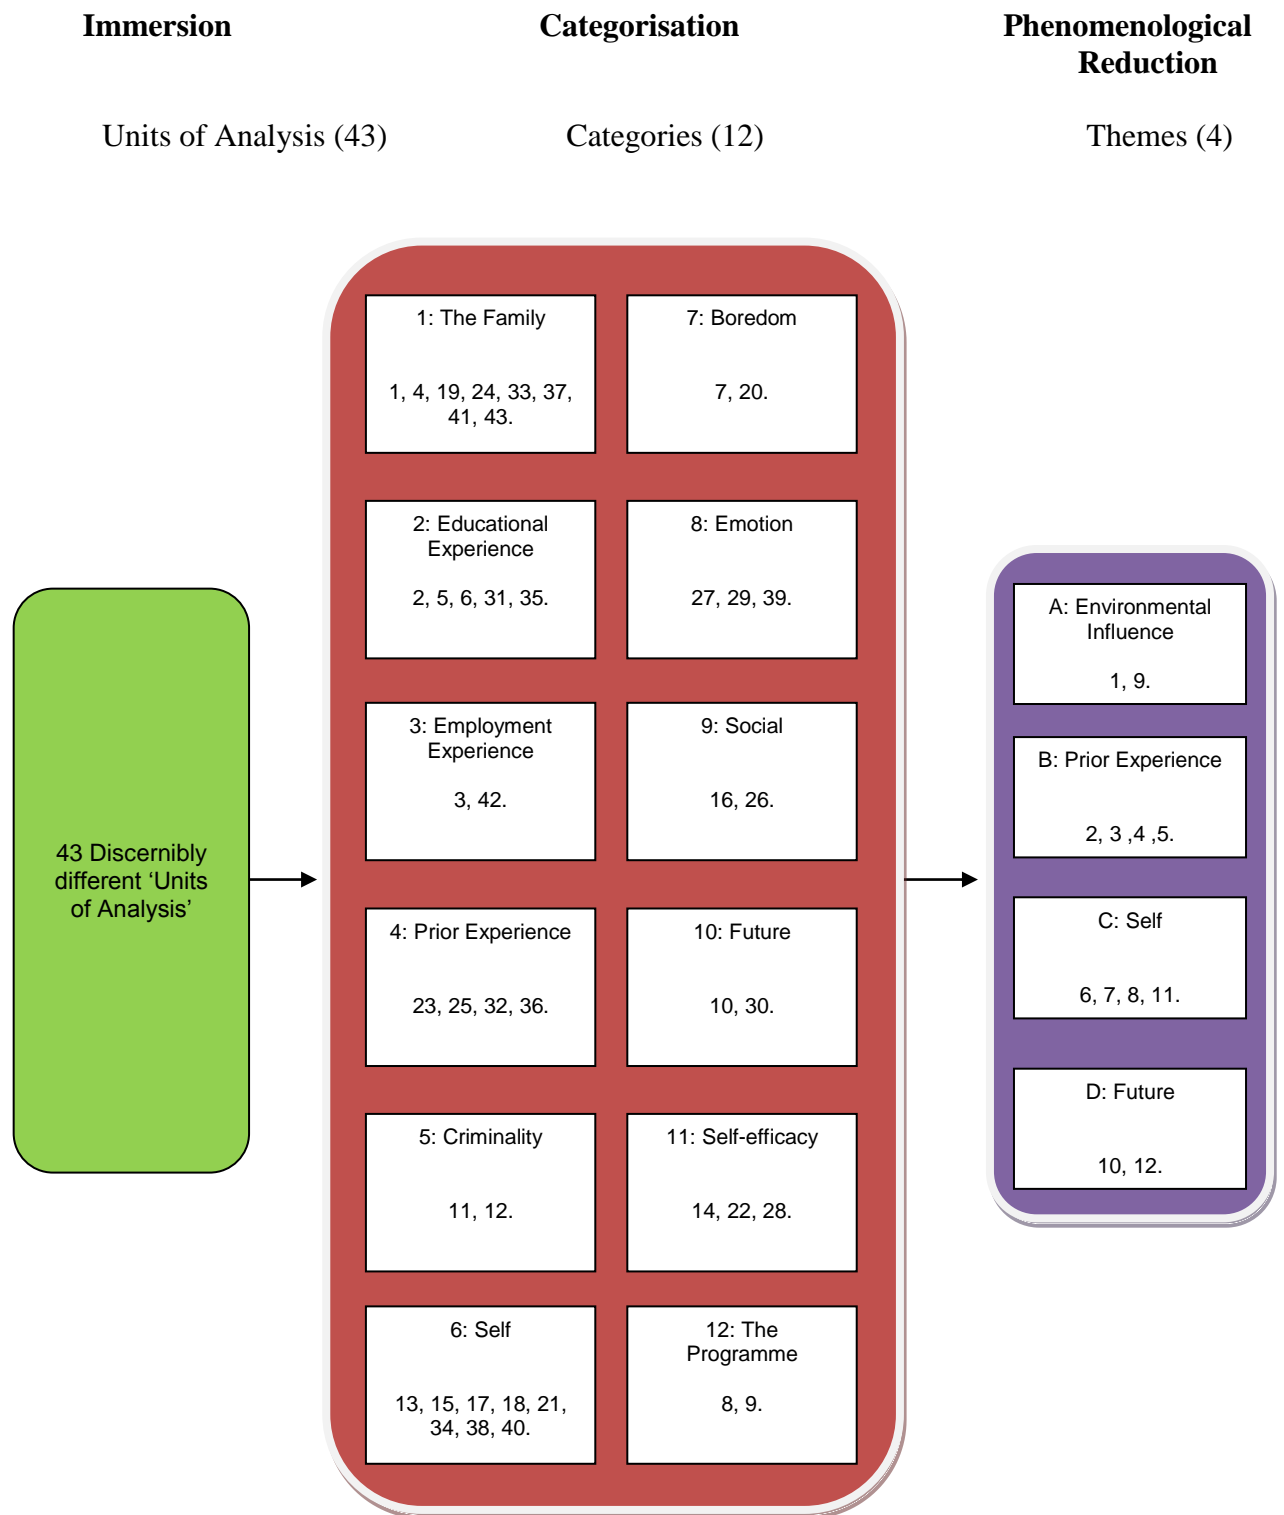 Immersion
Categorisation
Phenomenological
Reduction
Units of Analysis (43)
Categories (12)
Themes (4)
43 Discernibly
different ‘Units
of Analysis’
1: The Family
1, 4, 19, 24, 33, 37,
41, 43.
7: Boredom
7, 20.
2: Educational
Experience
2, 5, 6, 31, 35.
8: Emotion
27, 29, 39.
3: Employment
Experience
3, 42.
9: Social
16, 26.
4: Prior Experience
23, 25, 32, 36.
10: Future
10, 30.
5: Criminality
11, 12.
11: Self-efficacy
14, 22, 28.
6: Self
13, 15, 17, 18, 21,
34, 38, 40.
12: The
Programme
8, 9.
A: Environmental
Influence
1, 9.
B: Prior Experience
2, 3 ,4 ,5.
C: Self
6, 7, 8, 11.
D: Future
10, 12.